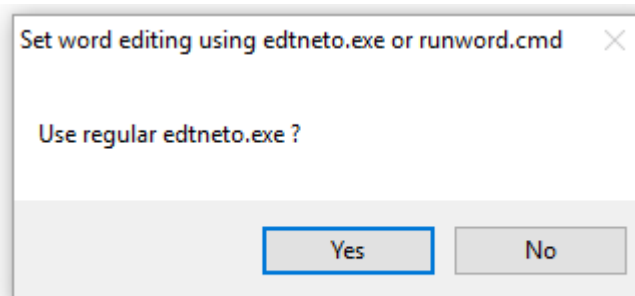 Set word editing using edtneto.exe or runword.cmd
Use regular edtneto.exe ?
Yes No